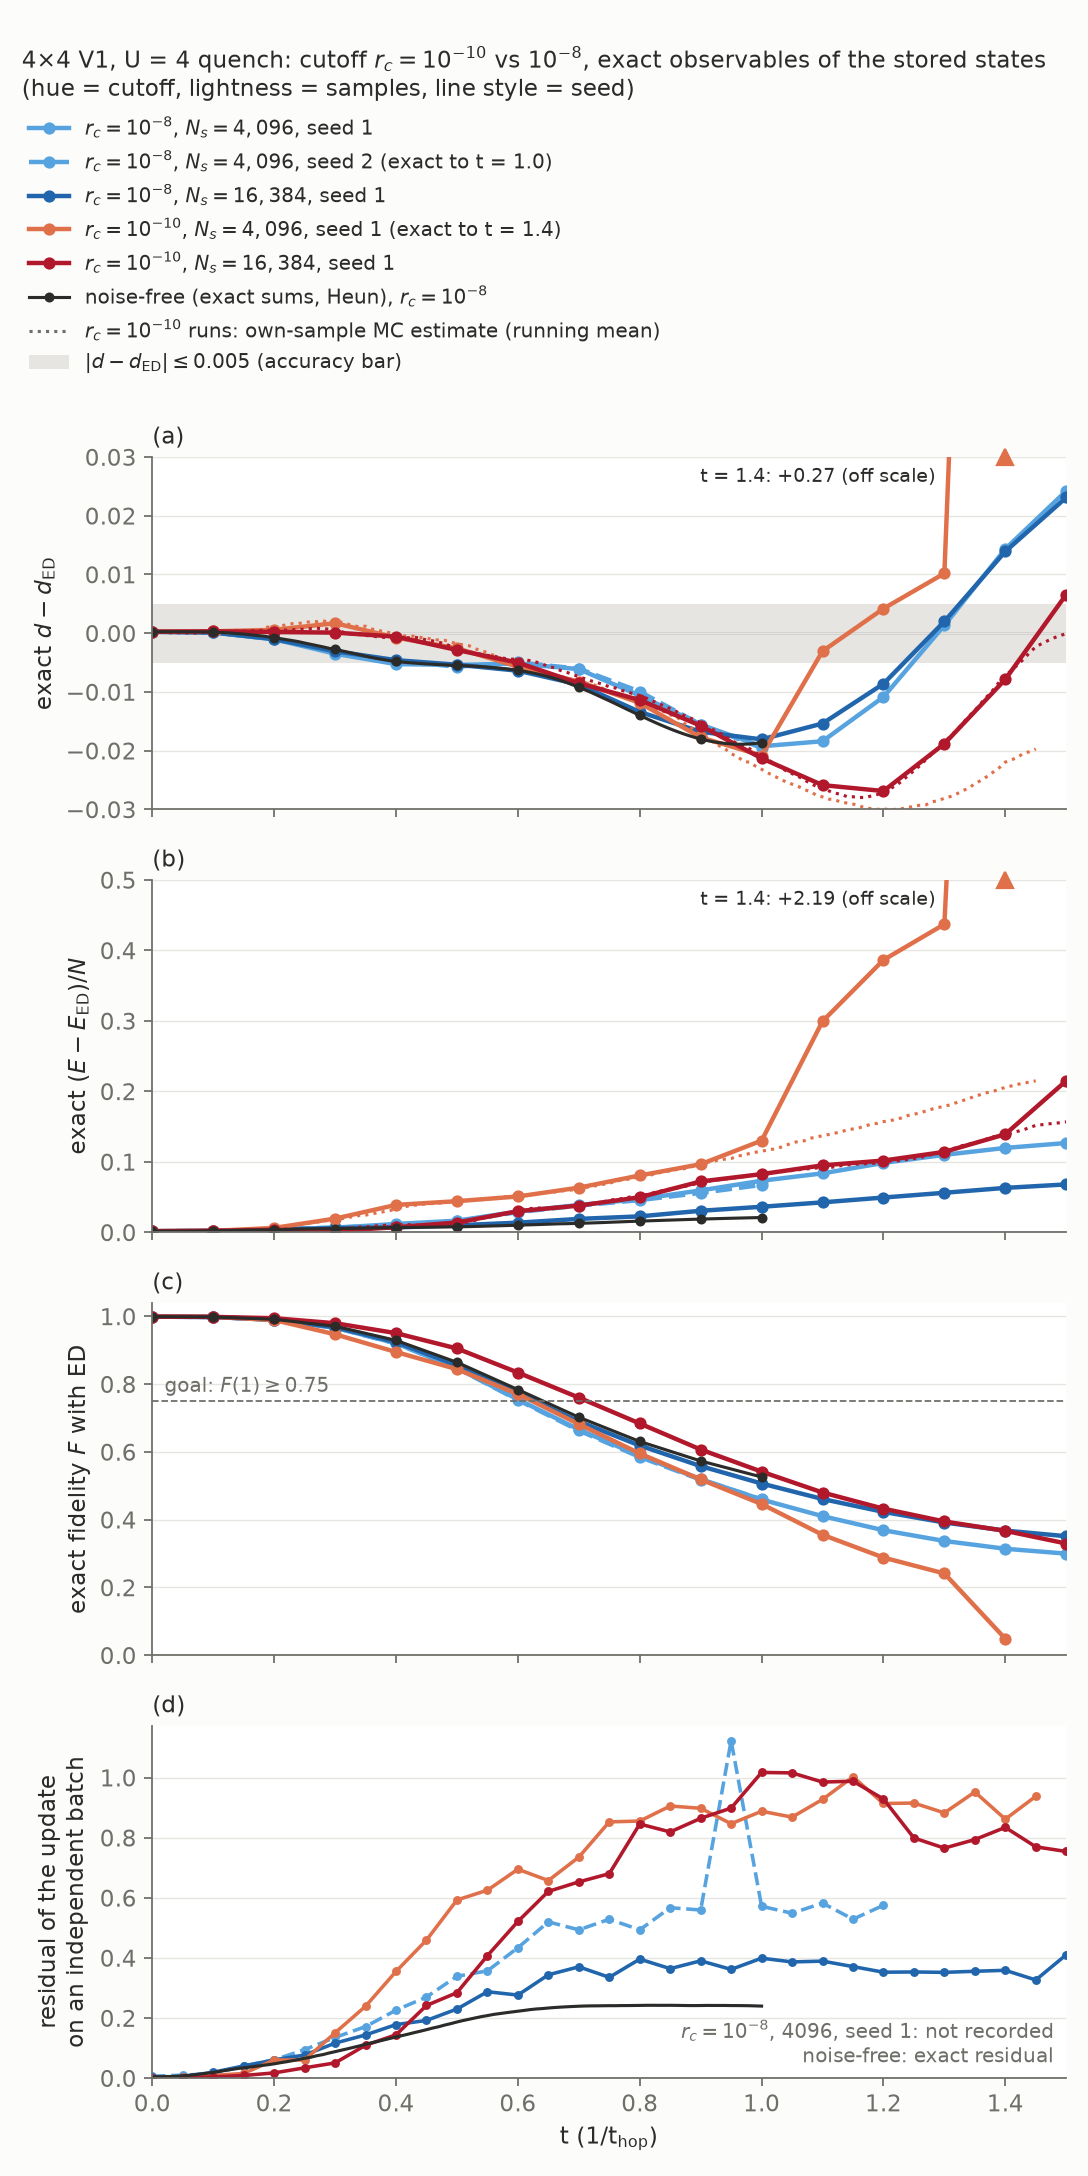 4×4 V1, U = 4 quench: cutoff r_c = 10⁻¹⁰ vs 10⁻⁸, exact observables of the stored states
(hue = cutoff, lightness = samples, line style = seed)
r_c = 10⁻⁸, N_s = 4,096, seed 1
r_c = 10⁻⁸, N_s = 4,096, seed 2 (exact to t = 1.0)
r_c = 10⁻⁸, N_s = 16,384, seed 1
r_c = 10⁻¹⁰, N_s = 4,096, seed 1 (exact to t = 1.4)
r_c = 10⁻¹⁰, N_s = 16,384, seed 1
noise-free (exact sums, Heun), r_c = 10⁻⁸
r_c = 10⁻¹⁰ runs: own-sample MC estimate (running mean)
|d − d_ED| ≤ 0.005 (accuracy bar)
(a)
0.03
0.02
0.01
0.00
−0.01
−0.02
−0.03
exact d − d_ED
t = 1.4: +0.27 (off scale)
(b)
0.5
0.4
0.3
0.2
0.1
0.0
exact (E − E_ED)/N
t = 1.4: +2.19 (off scale)
(c)
1.0
0.8
0.6
0.4
0.2
0.0
exact fidelity F with ED
goal: F(1) ≥ 0.75
(d)
1.0
0.8
0.6
0.4
0.2
0.0
residual of the update
on an independent batch
r_c = 10⁻⁸, 4096, seed 1: not recorded
noise-free: exact residual
0.0 0.2 0.4 0.6 0.8 1.0 1.2 1.4
t (1/t_hop)